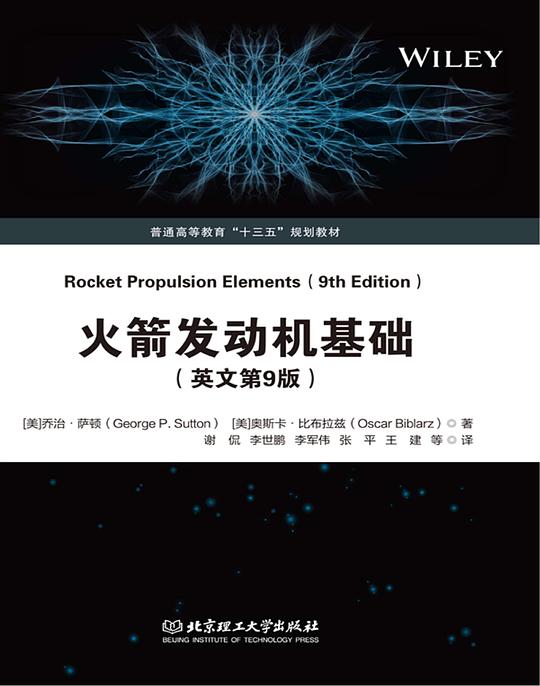 WILEY
普通高等教育“十三五”规划教材
Rocket Propulsion Elements（9th Edition）
火箭发动机基础
（英文第9版）
[美]乔治·萨顿（George P. Sutton） [美]奥斯卡·比布拉兹（Oscar Biblarz）◎ 著
谢 侃 李世鹏 李军伟 张 平 王 建 等◎译
北京理工大学出版社
BEIJING INSTITUTE OF TECHNOLOGY PRESS